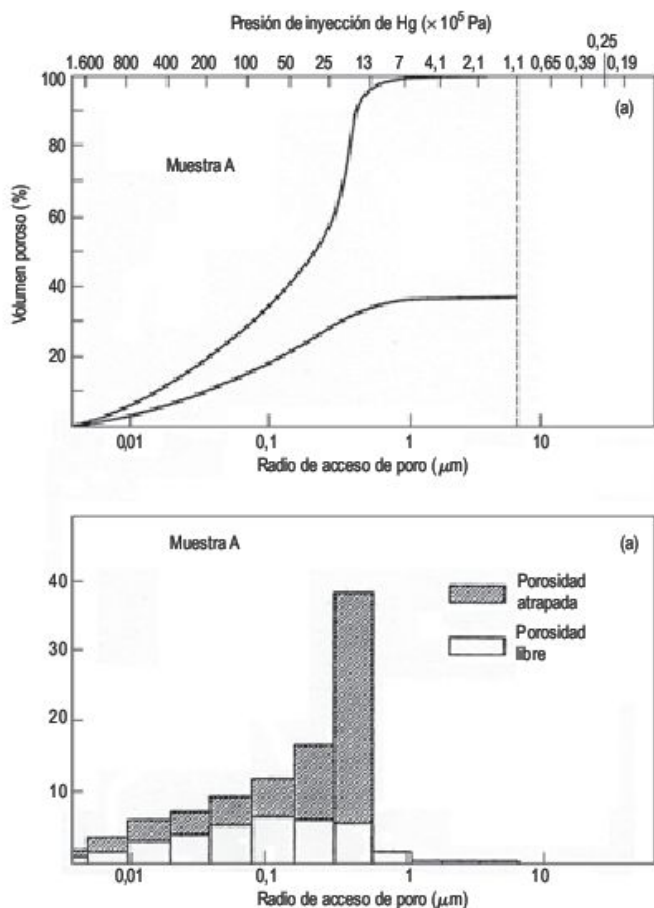 Presión de inyección de Hg (× 10⁵ Pa)
0,25
1.600 800 400 200 100 50 25 13 7 4,1 2,1 1,1 0,65 0,39 0,19
100
(a)
80
Muestra A
60
Volumen poroso (%)
40
20
0,01 0,1 1 10
Radio de acceso de poro (μm)
Muestra A
(a)
40
Porosidad
atrapada
30
Porosidad
libre
20
10
0,01 0,1 1 10
Radio de acceso de poro (μm)